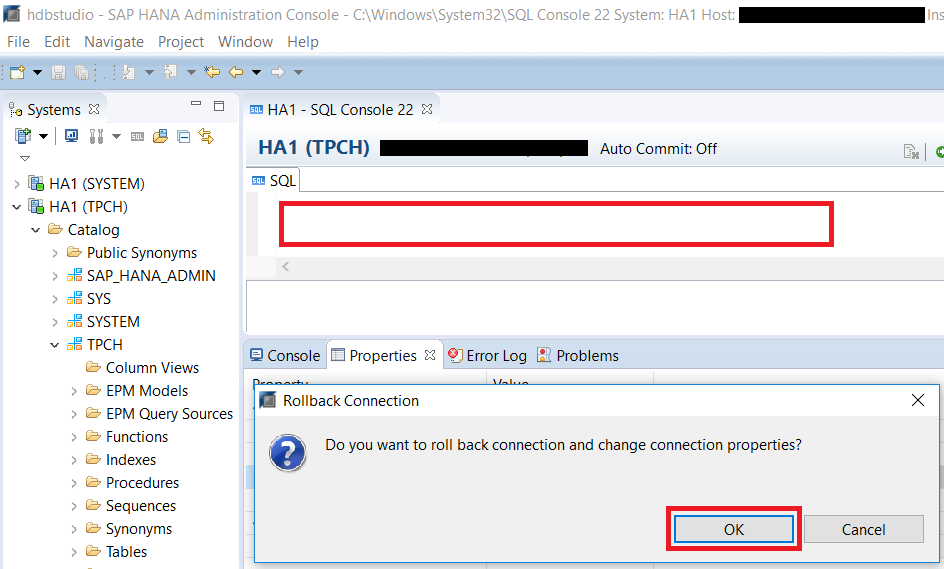 hdbstudio - SAP HANA Administration Console - C:\Windows\System32\SQL Console 22 System: HA1 Host: Ins
File Edit Navigate Project Window Help
Systems
HA1 - SQL Console 22
HA1 (TPCH) Auto Commit: Off
SQL
HA1 (SYSTEM)
HA1 (TPCH)
Catalog
Public Synonyms
SAP_HANA_ADMIN
SYS
SYSTEM
TPCH
Column Views
EPM Models
EPM Query Sources
Functions
Indexes
Procedures
Sequences
Synonyms
Tables
Console Properties Error Log Problems
Property Value
Rollback Connection
Do you want to roll back connection and change connection properties?
OK Cancel